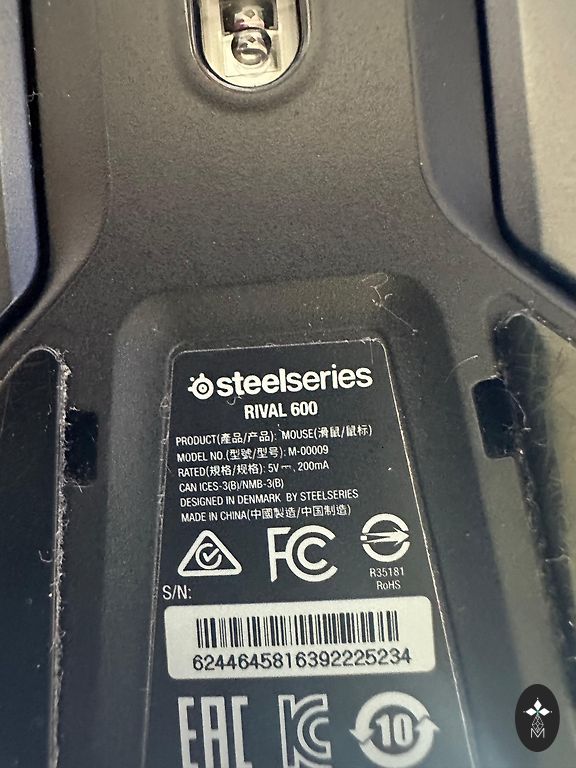 steelseries
RIVAL 600
PRODUCT(產品/产品): MOUSE(滑鼠/鼠标)
MODEL NO.(型號/型号): M-00009
RATED(規格/规格): 5V⎓, 200mA
CAN ICES-3(B)/NMB-3(B)
DESIGNED IN DENMARK BY STEELSERIES
MADE IN CHINA(中國製造/中国制造)
FC
R35181
RoHS
S/N:
6244645816392225234
EAC
KC
10
M